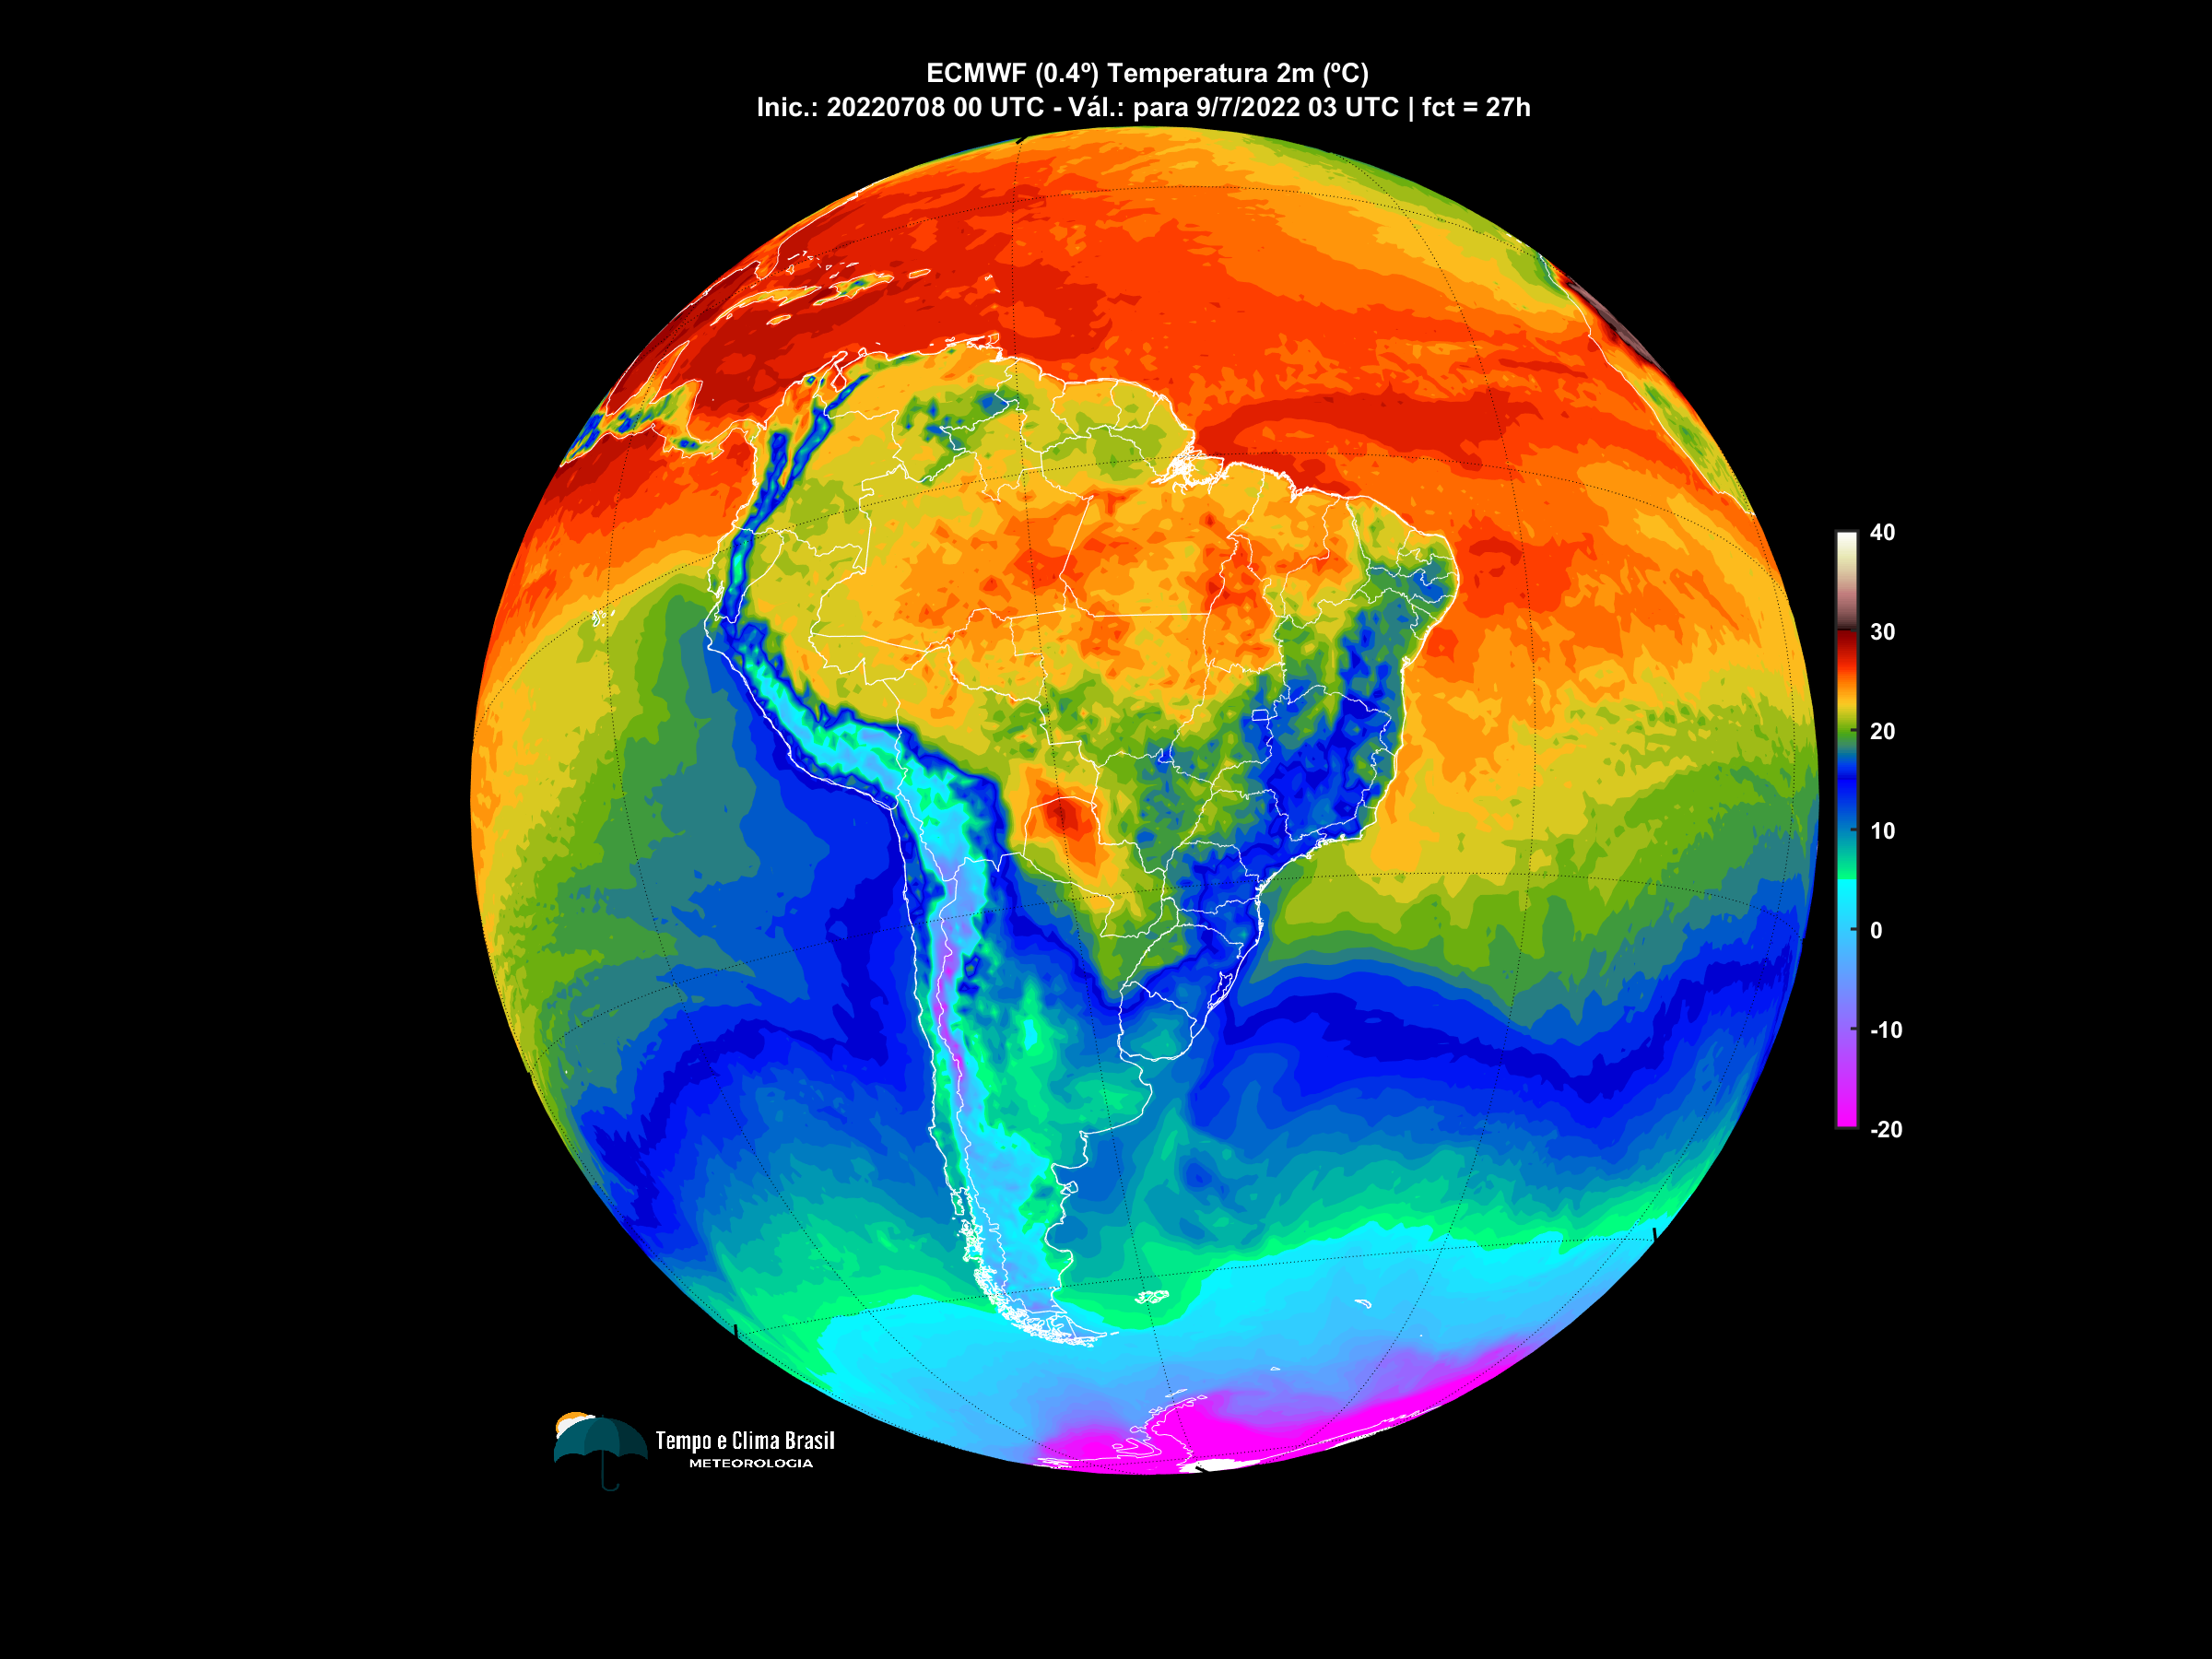 ECMWF (0.4º) Temperatura 2m (ºC)
Inic.: 20220708 00 UTC - Vál.: para 9/7/2022 03 UTC | fct = 27h
40
30
20
10
0
-10
-20
Tempo e Clima Brasil
METEOROLOGIA